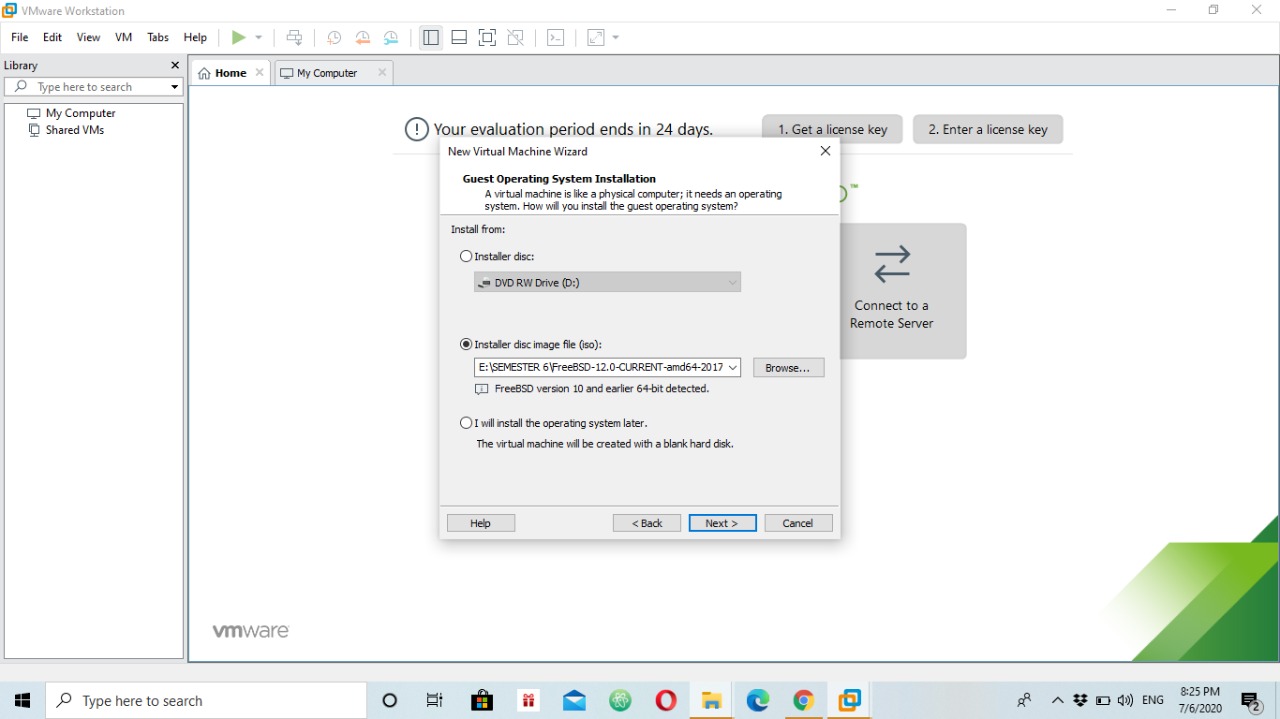 VMware Workstation
File Edit View VM Tabs Help
Library
Type here to search
My Computer
Shared VMs
Home
My Computer
Your evaluation period ends in 24 days.
1. Get a license key
2. Enter a license key
New Virtual Machine Wizard
Guest Operating System Installation
A virtual machine is like a physical computer; it needs an operating
system. How will you install the guest operating system?
Install from:
Installer disc:
DVD RW Drive (D:)
Installer disc image file (iso):
E:\SEMESTER 6\FreeBSD-12.0-CURRENT-amd64-2017
Browse...
FreeBSD version 10 and earlier 64-bit detected.
I will install the operating system later.
The virtual machine will be created with a blank hard disk.
Help
< Back
Next >
Cancel
™
Connect to a
Remote Server
vmware
Type here to search
ENG
8:25 PM
7/6/2020
2